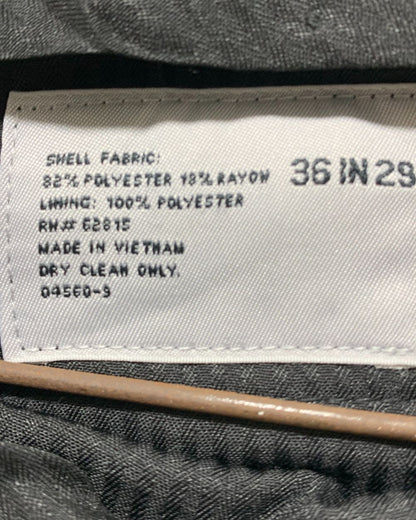 SHELL FABRIC:
82% POLYESTER 18% RAYON
36 IN 29
LINING: 100% POLYESTER
RN# 62815
MADE IN VIETNAM
DRY CLEAN ONLY.
04560-9